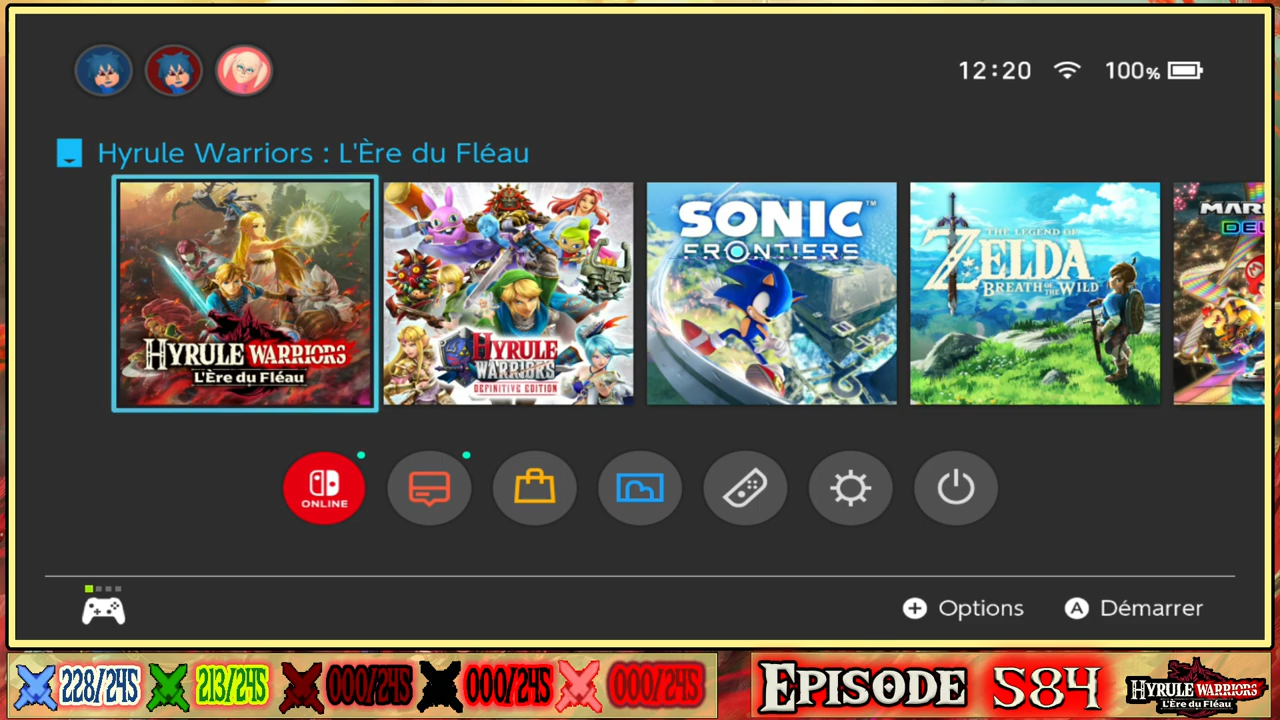 12:20 100%
Hyrule Warriors : L'Ère du Fléau
HYRULE WARRIORS
L'Ère du Fléau
HYRULE
WARRIORS
DEFINITIVE EDITION
SONIC™
FRONTIERS
THE LEGEND OF
ZELDA
BREATH OF THE WILD
ONLINE
+ Options A Démarrer
228/245 213/245 000/245 000/245 000/245 EPISODE 584
HYRULE WARRIORS
L'Ère du Fléau